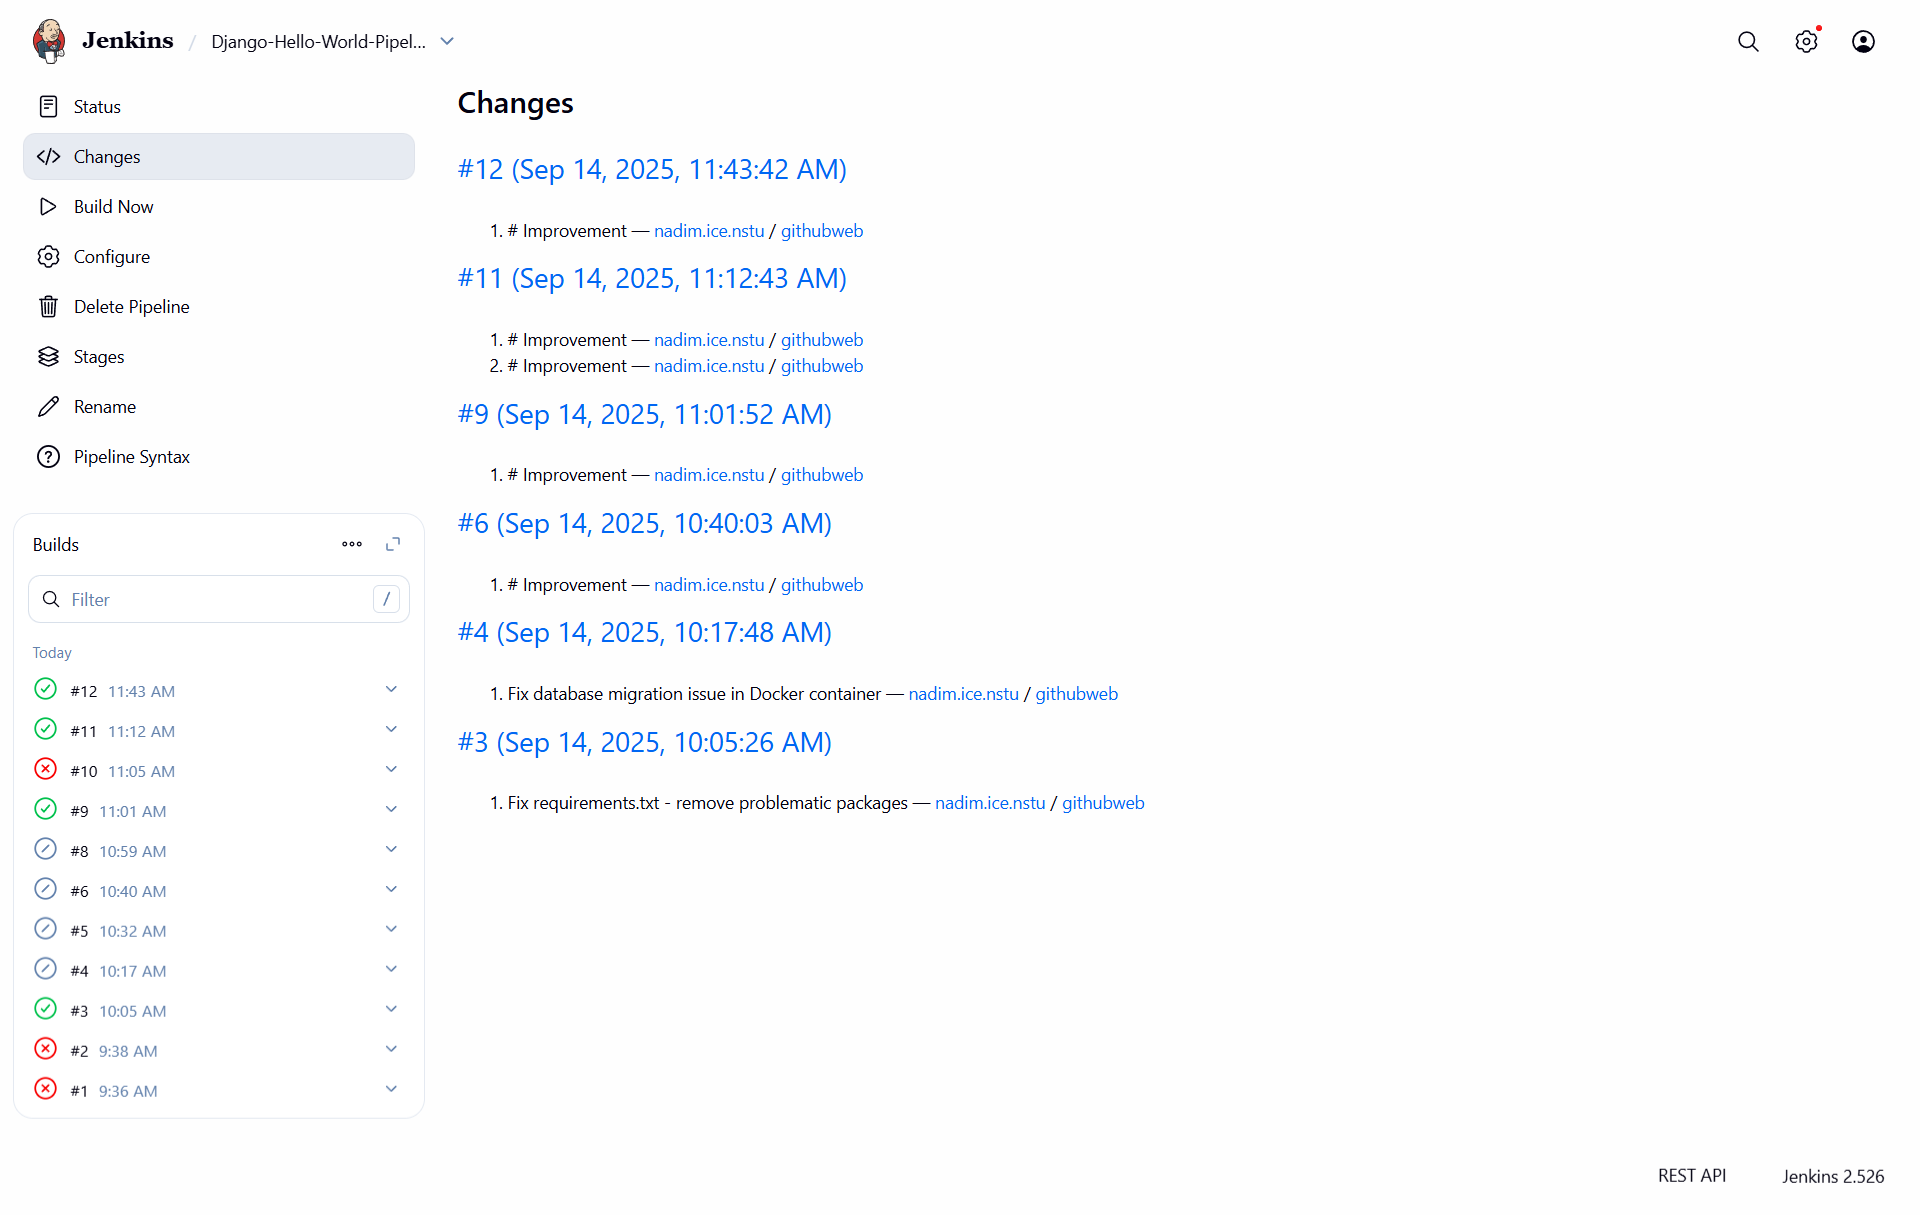 Jenkins / Django-Hello-World-Pipel...
Status
Changes
Build Now
Configure
Delete Pipeline
Stages
Rename
Pipeline Syntax
Builds
Filter /
Today
#12 11:43 AM
#11 11:12 AM
#10 11:05 AM
#9 11:01 AM
#8 10:59 AM
#6 10:40 AM
#5 10:32 AM
#4 10:17 AM
#3 10:05 AM
#2 9:38 AM
#1 9:36 AM
Changes
#12 (Sep 14, 2025, 11:43:42 AM)
1. # Improvement — nadim.ice.nstu / githubweb
#11 (Sep 14, 2025, 11:12:43 AM)
1. # Improvement — nadim.ice.nstu / githubweb
2. # Improvement — nadim.ice.nstu / githubweb
#9 (Sep 14, 2025, 11:01:52 AM)
1. # Improvement — nadim.ice.nstu / githubweb
#6 (Sep 14, 2025, 10:40:03 AM)
1. # Improvement — nadim.ice.nstu / githubweb
#4 (Sep 14, 2025, 10:17:48 AM)
1. Fix database migration issue in Docker container — nadim.ice.nstu / githubweb
#3 (Sep 14, 2025, 10:05:26 AM)
1. Fix requirements.txt - remove problematic packages — nadim.ice.nstu / githubweb
REST API
Jenkins 2.526